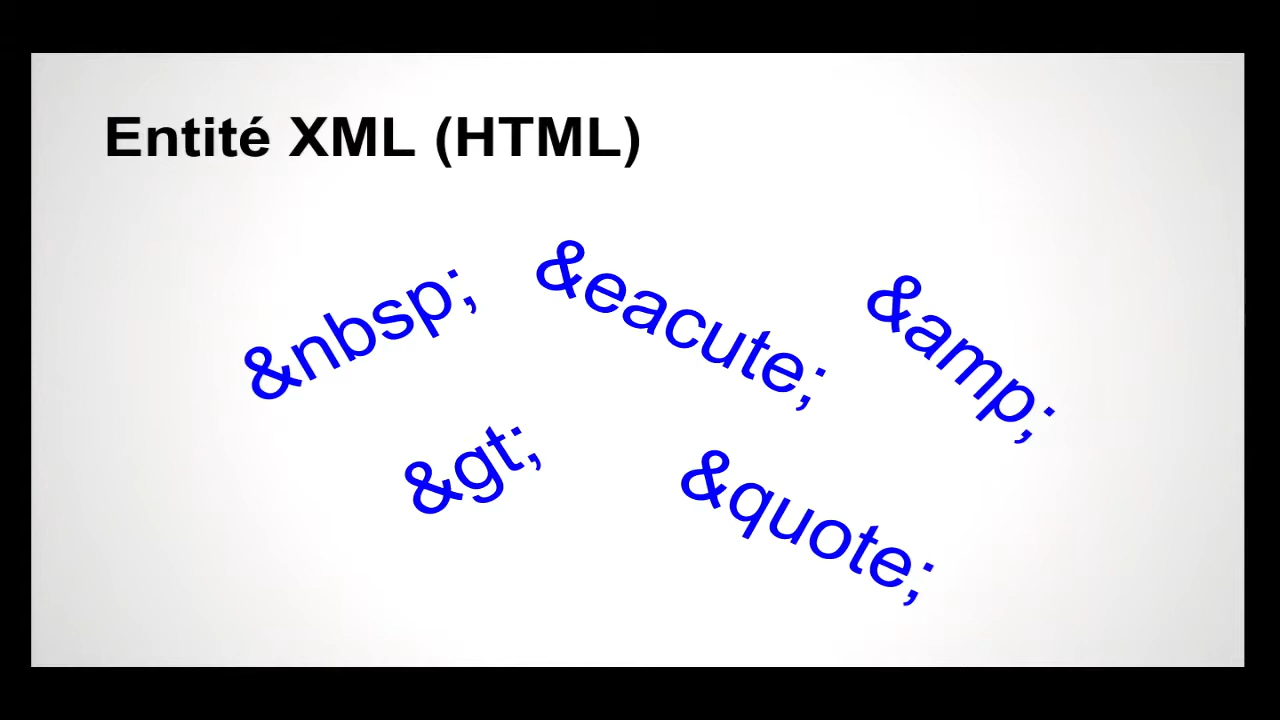 Entité XML (HTML)
&nbsp;
&eacute;
&amp;
&gt;
&quote;